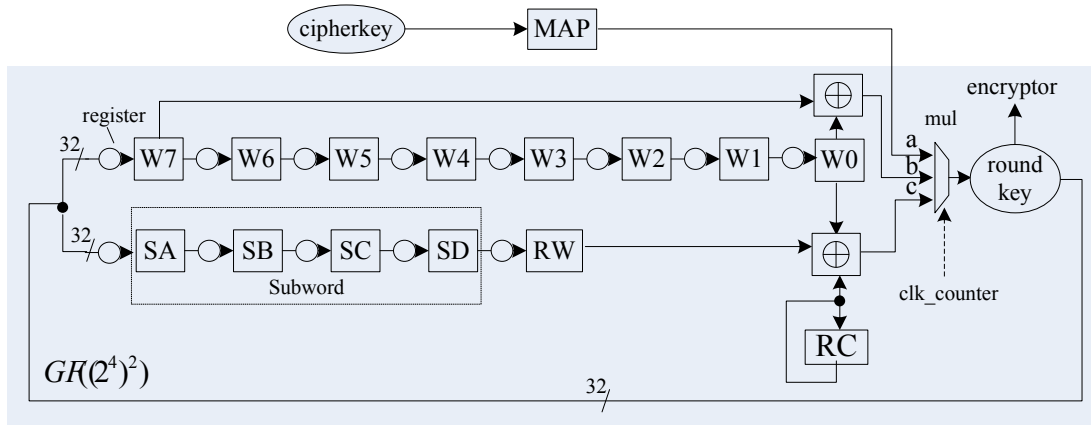 cipherkey
MAP
register
encryptor
mul
32
W7
W6
W5
W4
W3
W2
W1
W0
a
b
c
round
key
32
SA
SB
SC
SD
RW
Subword
clk_counter
RC
GF((2⁴)²)
32